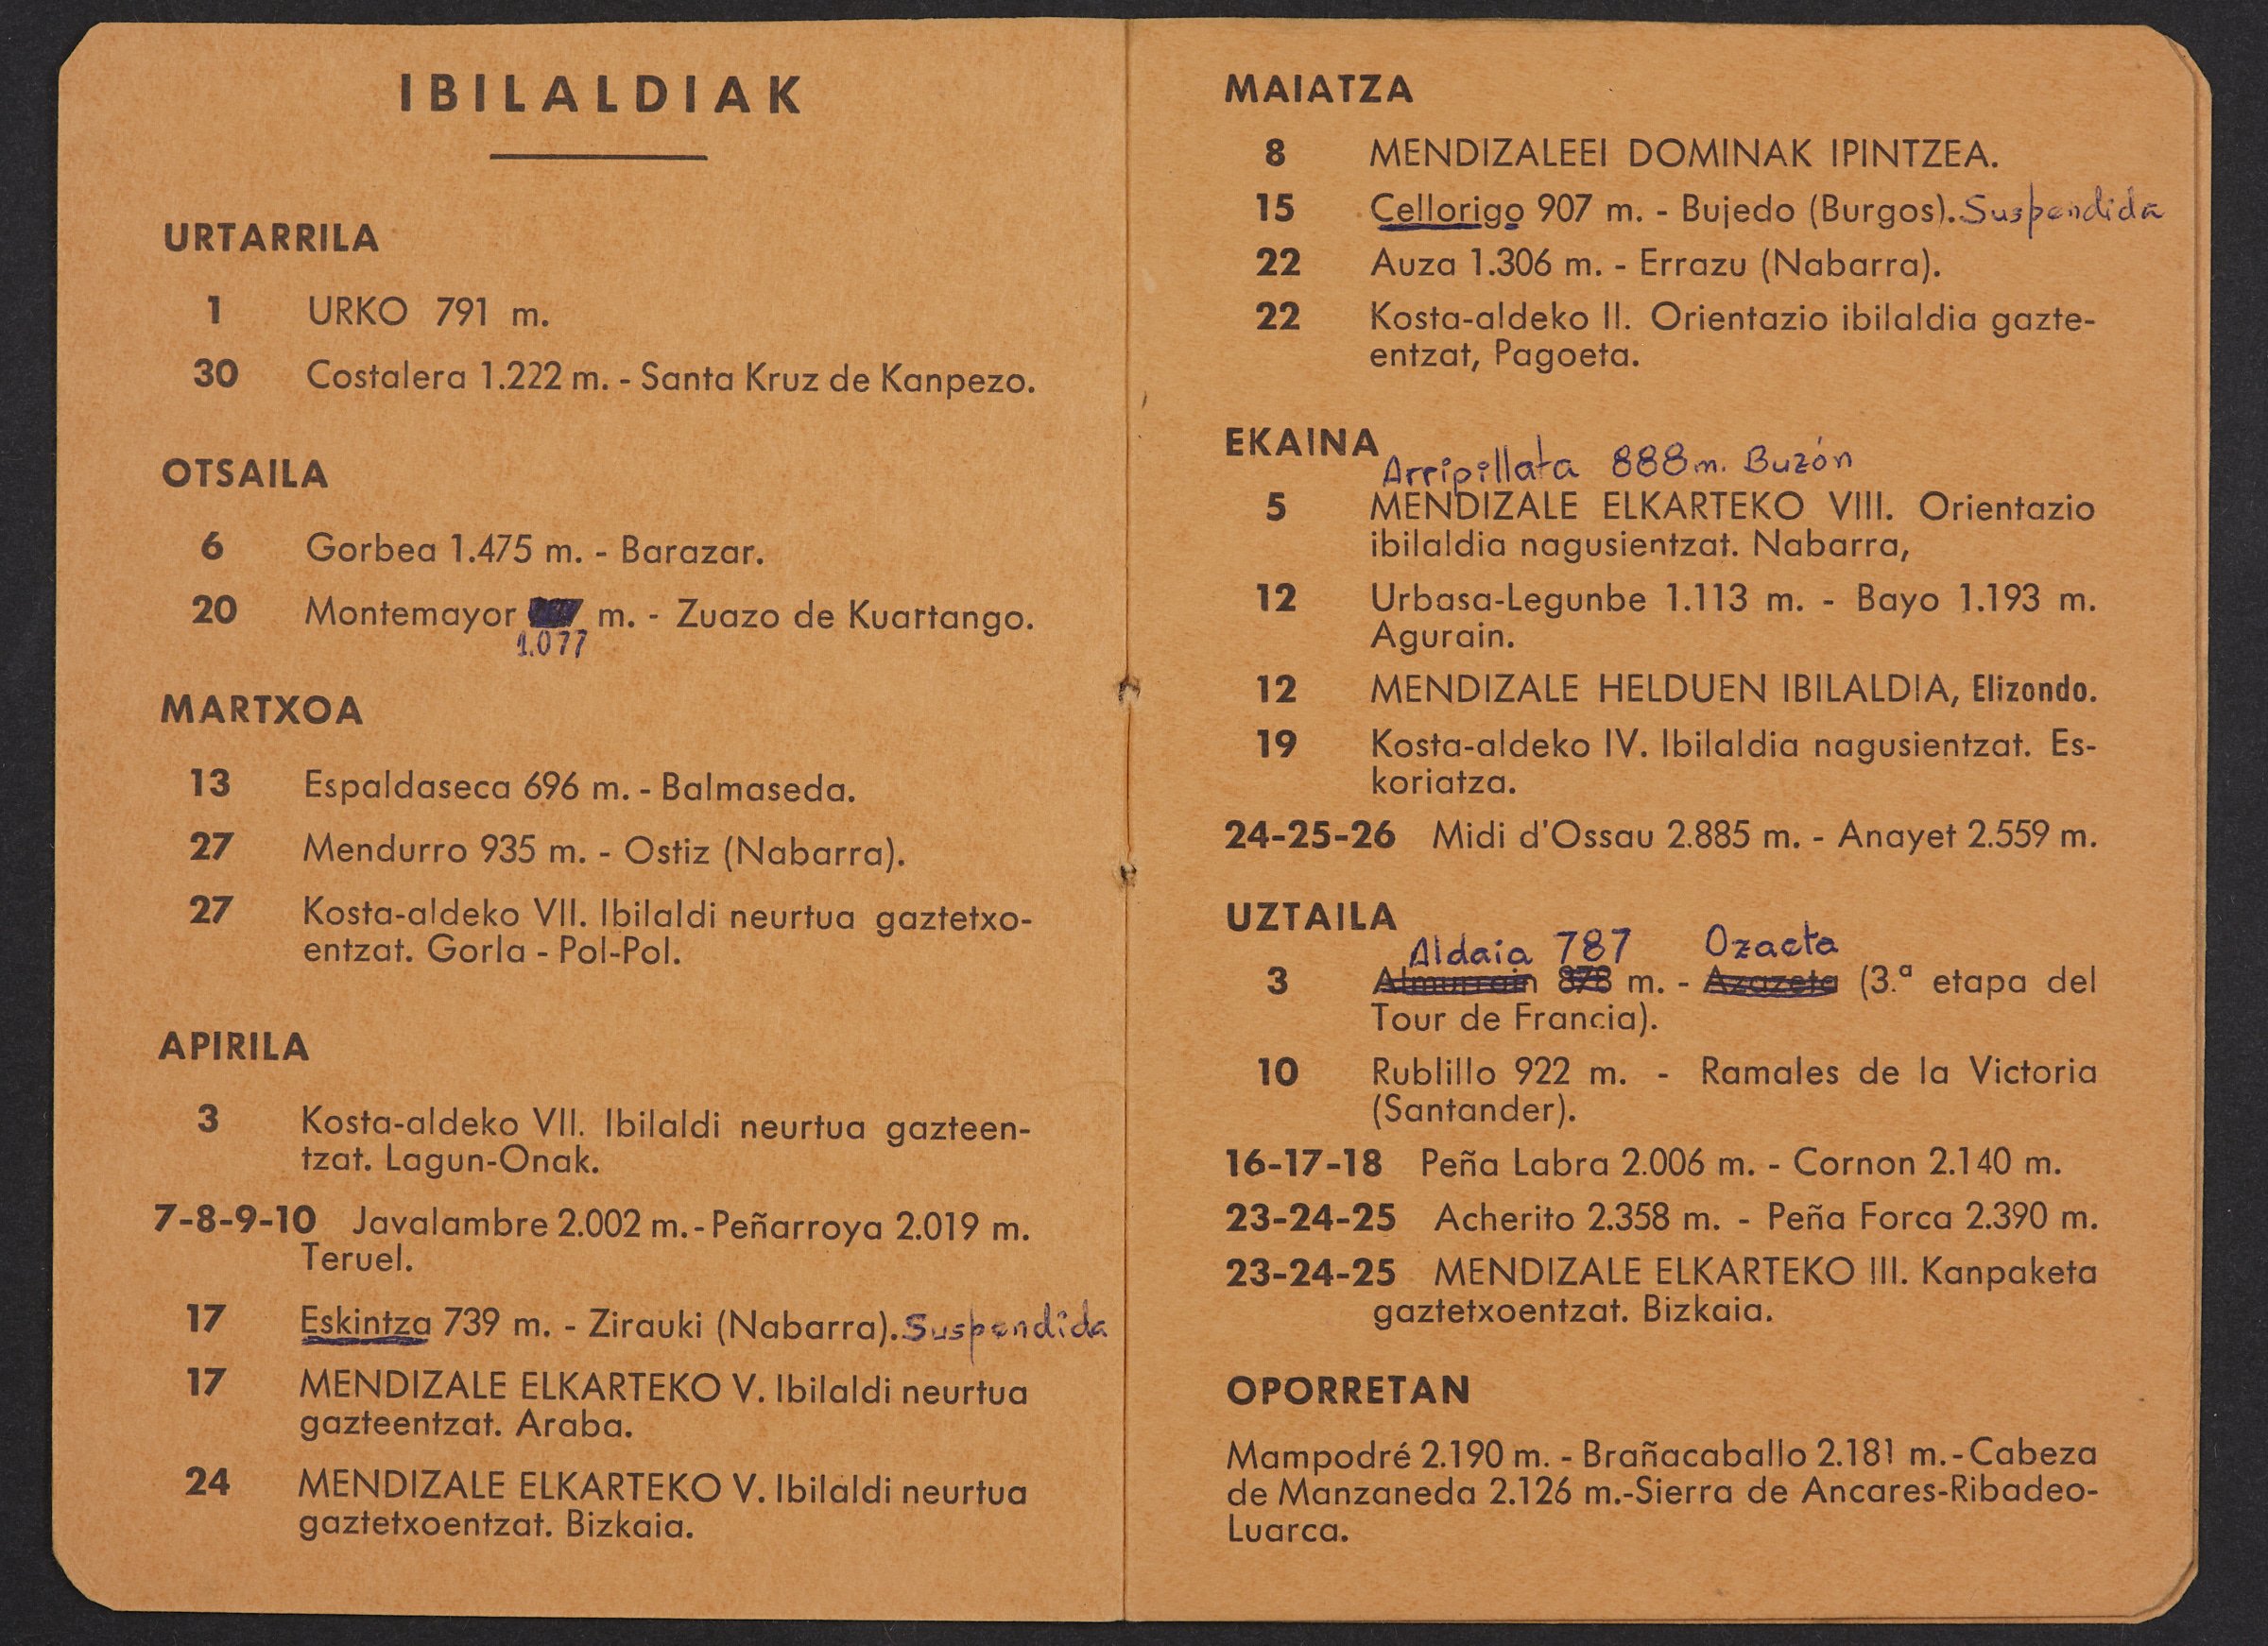 IBILALDIAK
URTARRILA
1 URKO 791 m.
30 Costalera 1.222 m. - Santa Kruz de Kanpezo.
OTSAILA
6 Gorbea 1.475 m. - Barazar.
20 Montemayor m. - Zuazo de Kuartango.
1.077
MARTXOA
13 Espaldaseca 696 m. - Balmaseda.
27 Mendurro 935 m. - Ostiz (Nabarra).
27 Kosta-aldeko VII. Ibilaldi neurtua gaztetxo-
entzat. Gorla - Pol-Pol.
APIRILA
3 Kosta-aldeko VII. Ibilaldi neurtua gazteen-
tzat. Lagun-Onak.
7-8-9-10 Javalambre 2.002 m. - Peñarroya 2.019 m.
Teruel.
17 Eskintza 739 m. - Zirauki (Nabarra). Suspendida
17 MENDIZALE ELKARTEKO V. Ibilaldi neurtua
gazteentzat. Araba.
24 MENDIZALE ELKARTEKO V. Ibilaldi neurtua
gaztetxoentzat. Bizkaia.
MAIATZA
8 MENDIZALEEI DOMINAK IPINTZEA.
15 Cellorigo 907 m. - Bujedo (Burgos). Suspendida
22 Auza 1.306 m. - Errazu (Nabarra).
22 Kosta-aldeko II. Orientazio ibilaldia gazte-
entzat, Pagoeta.
EKAINA
Arripillata 888 m. Buzón
5 MENDIZALE ELKARTEKO VIII. Orientazio
ibilaldia nagusientzat. Nabarra,
12 Urbasa-Legunbe 1.113 m. - Bayo 1.193 m.
Agurain.
12 MENDIZALE HELDUEN IBILALDIA, Elizondo.
19 Kosta-aldeko IV. Ibilaldia nagusientzat. Es-
koriatza.
24-25-26 Midi d'Ossau 2.885 m. - Anayet 2.559 m.
UZTAILA
Aldaia 787 Ozaeta
3 Almurrain 878 m. - Azazeta (3.ª etapa del
Tour de Francia).
10 Rublillo 922 m. - Ramales de la Victoria
(Santander).
16-17-18 Peña Labra 2.006 m. - Cornon 2.140 m.
23-24-25 Acherito 2.358 m. - Peña Forca 2.390 m.
23-24-25 MENDIZALE ELKARTEKO III. Kanpaketa
gaztetxoentzat. Bizkaia.
OPORRETAN
Mampodré 2.190 m. - Brañacaballo 2.181 m. - Cabeza
de Manzaneda 2.126 m.-Sierra de Ancares-Ribadeo-
Luarca.